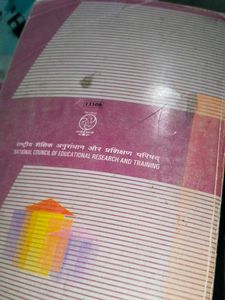 11106
राष्ट्रीय शैक्षिक अनुसंधान और प्रशिक्षण परिषद्
NATIONAL COUNCIL OF EDUCATIONAL RESEARCH AND TRAINING